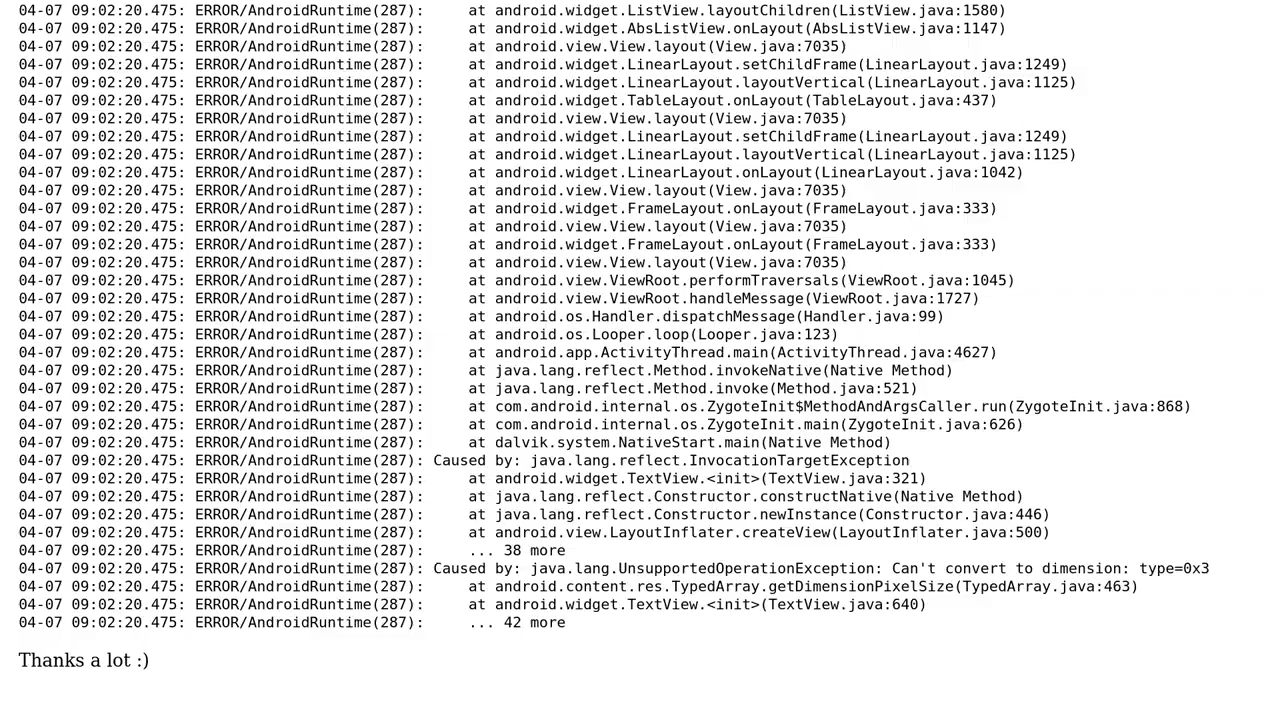 04-07 09:02:20.475: ERROR/AndroidRuntime(287):     at android.widget.ListView.layoutChildren(ListView.java:1580)
04-07 09:02:20.475: ERROR/AndroidRuntime(287):     at android.widget.AbsListView.onLayout(AbsListView.java:1147)
04-07 09:02:20.475: ERROR/AndroidRuntime(287):     at android.view.View.layout(View.java:7035)
04-07 09:02:20.475: ERROR/AndroidRuntime(287):     at android.widget.LinearLayout.setChildFrame(LinearLayout.java:1249)
04-07 09:02:20.475: ERROR/AndroidRuntime(287):     at android.widget.LinearLayout.layoutVertical(LinearLayout.java:1125)
04-07 09:02:20.475: ERROR/AndroidRuntime(287):     at android.widget.TableLayout.onLayout(TableLayout.java:437)
04-07 09:02:20.475: ERROR/AndroidRuntime(287):     at android.view.View.layout(View.java:7035)
04-07 09:02:20.475: ERROR/AndroidRuntime(287):     at android.widget.LinearLayout.setChildFrame(LinearLayout.java:1249)
04-07 09:02:20.475: ERROR/AndroidRuntime(287):     at android.widget.LinearLayout.layoutVertical(LinearLayout.java:1125)
04-07 09:02:20.475: ERROR/AndroidRuntime(287):     at android.widget.LinearLayout.onLayout(LinearLayout.java:1042)
04-07 09:02:20.475: ERROR/AndroidRuntime(287):     at android.view.View.layout(View.java:7035)
04-07 09:02:20.475: ERROR/AndroidRuntime(287):     at android.widget.FrameLayout.onLayout(FrameLayout.java:333)
04-07 09:02:20.475: ERROR/AndroidRuntime(287):     at android.view.View.layout(View.java:7035)
04-07 09:02:20.475: ERROR/AndroidRuntime(287):     at android.widget.FrameLayout.onLayout(FrameLayout.java:333)
04-07 09:02:20.475: ERROR/AndroidRuntime(287):     at android.view.View.layout(View.java:7035)
04-07 09:02:20.475: ERROR/AndroidRuntime(287):     at android.view.ViewRoot.performTraversals(ViewRoot.java:1045)
04-07 09:02:20.475: ERROR/AndroidRuntime(287):     at android.view.ViewRoot.handleMessage(ViewRoot.java:1727)
04-07 09:02:20.475: ERROR/AndroidRuntime(287):     at android.os.Handler.dispatchMessage(Handler.java:99)
04-07 09:02:20.475: ERROR/AndroidRuntime(287):     at android.os.Looper.loop(Looper.java:123)
04-07 09:02:20.475: ERROR/AndroidRuntime(287):     at android.app.ActivityThread.main(ActivityThread.java:4627)
04-07 09:02:20.475: ERROR/AndroidRuntime(287):     at java.lang.reflect.Method.invokeNative(Native Method)
04-07 09:02:20.475: ERROR/AndroidRuntime(287):     at java.lang.reflect.Method.invoke(Method.java:521)
04-07 09:02:20.475: ERROR/AndroidRuntime(287):     at com.android.internal.os.ZygoteInit$MethodAndArgsCaller.run(ZygoteInit.java:868)
04-07 09:02:20.475: ERROR/AndroidRuntime(287):     at com.android.internal.os.ZygoteInit.main(ZygoteInit.java:626)
04-07 09:02:20.475: ERROR/AndroidRuntime(287):     at dalvik.system.NativeStart.main(Native Method)
04-07 09:02:20.475: ERROR/AndroidRuntime(287): Caused by: java.lang.reflect.InvocationTargetException
04-07 09:02:20.475: ERROR/AndroidRuntime(287):     at android.widget.TextView.<init>(TextView.java:321)
04-07 09:02:20.475: ERROR/AndroidRuntime(287):     at java.lang.reflect.Constructor.constructNative(Native Method)
04-07 09:02:20.475: ERROR/AndroidRuntime(287):     at java.lang.reflect.Constructor.newInstance(Constructor.java:446)
04-07 09:02:20.475: ERROR/AndroidRuntime(287):     at android.view.LayoutInflater.createView(LayoutInflater.java:500)
04-07 09:02:20.475: ERROR/AndroidRuntime(287):     ... 38 more
04-07 09:02:20.475: ERROR/AndroidRuntime(287): Caused by: java.lang.UnsupportedOperationException: Can't convert to dimension: type=0x3
04-07 09:02:20.475: ERROR/AndroidRuntime(287):     at android.content.res.TypedArray.getDimensionPixelSize(TypedArray.java:463)
04-07 09:02:20.475: ERROR/AndroidRuntime(287):     at android.widget.TextView.<init>(TextView.java:640)
04-07 09:02:20.475: ERROR/AndroidRuntime(287):     ... 42 more
Thanks a lot :)